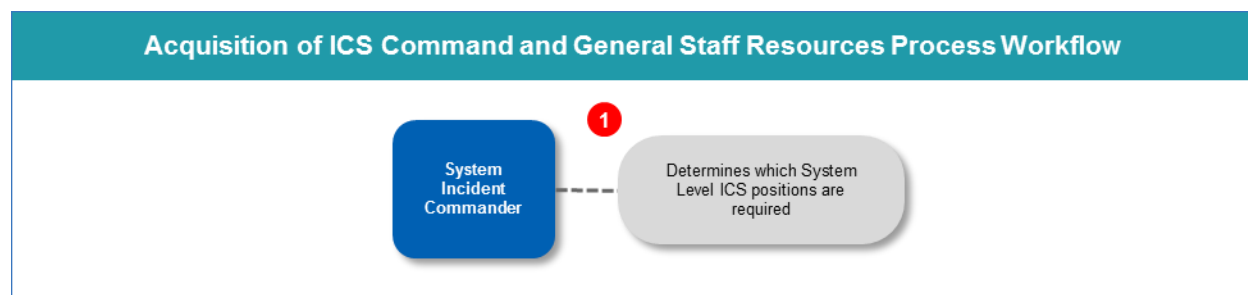 Acquisition of ICS Command and General Staff Resources Process Workflow
1
System
Incident
Commander
Determines which System
Level ICS positions are
required